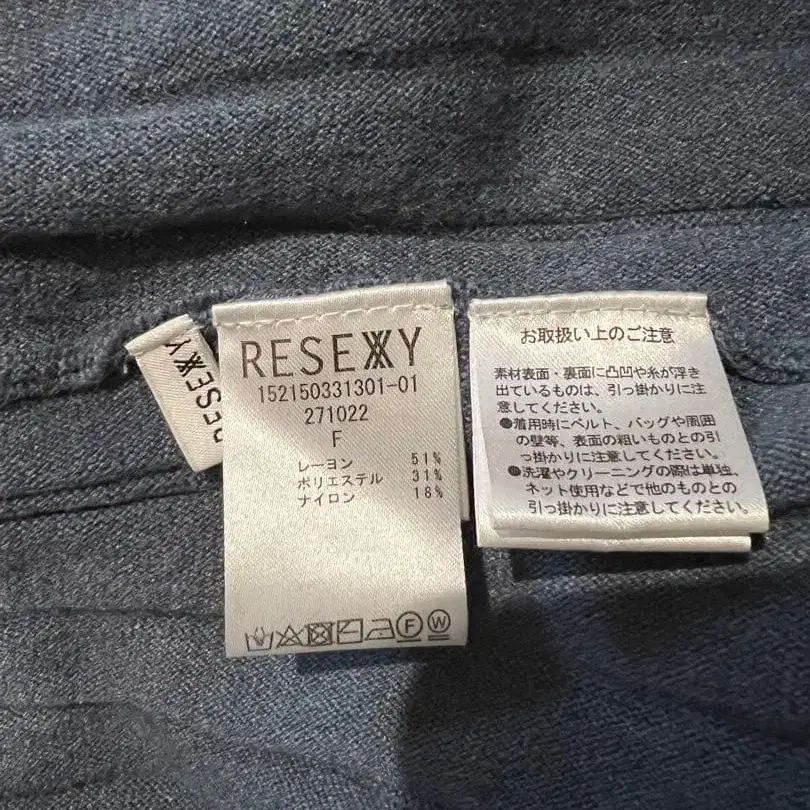 RESEXXY
RESEXXY
152150331301-01
271022
F
レーヨン 51%
ポリエステル 31%
ナイロン 18%
F W
お取扱い上のご注意
素材表面・裏面に凸凹や糸が浮き
出ているものは、引っ掛かりに注
意してください。
●着用時にベルト、バッグや周囲
の壁等、表面の粗いものとの引
っ掛かりに注意してください。
●洗濯やクリーニングの際は単独、
ネット使用などで他のものとの
引っ掛かりに注意してください。